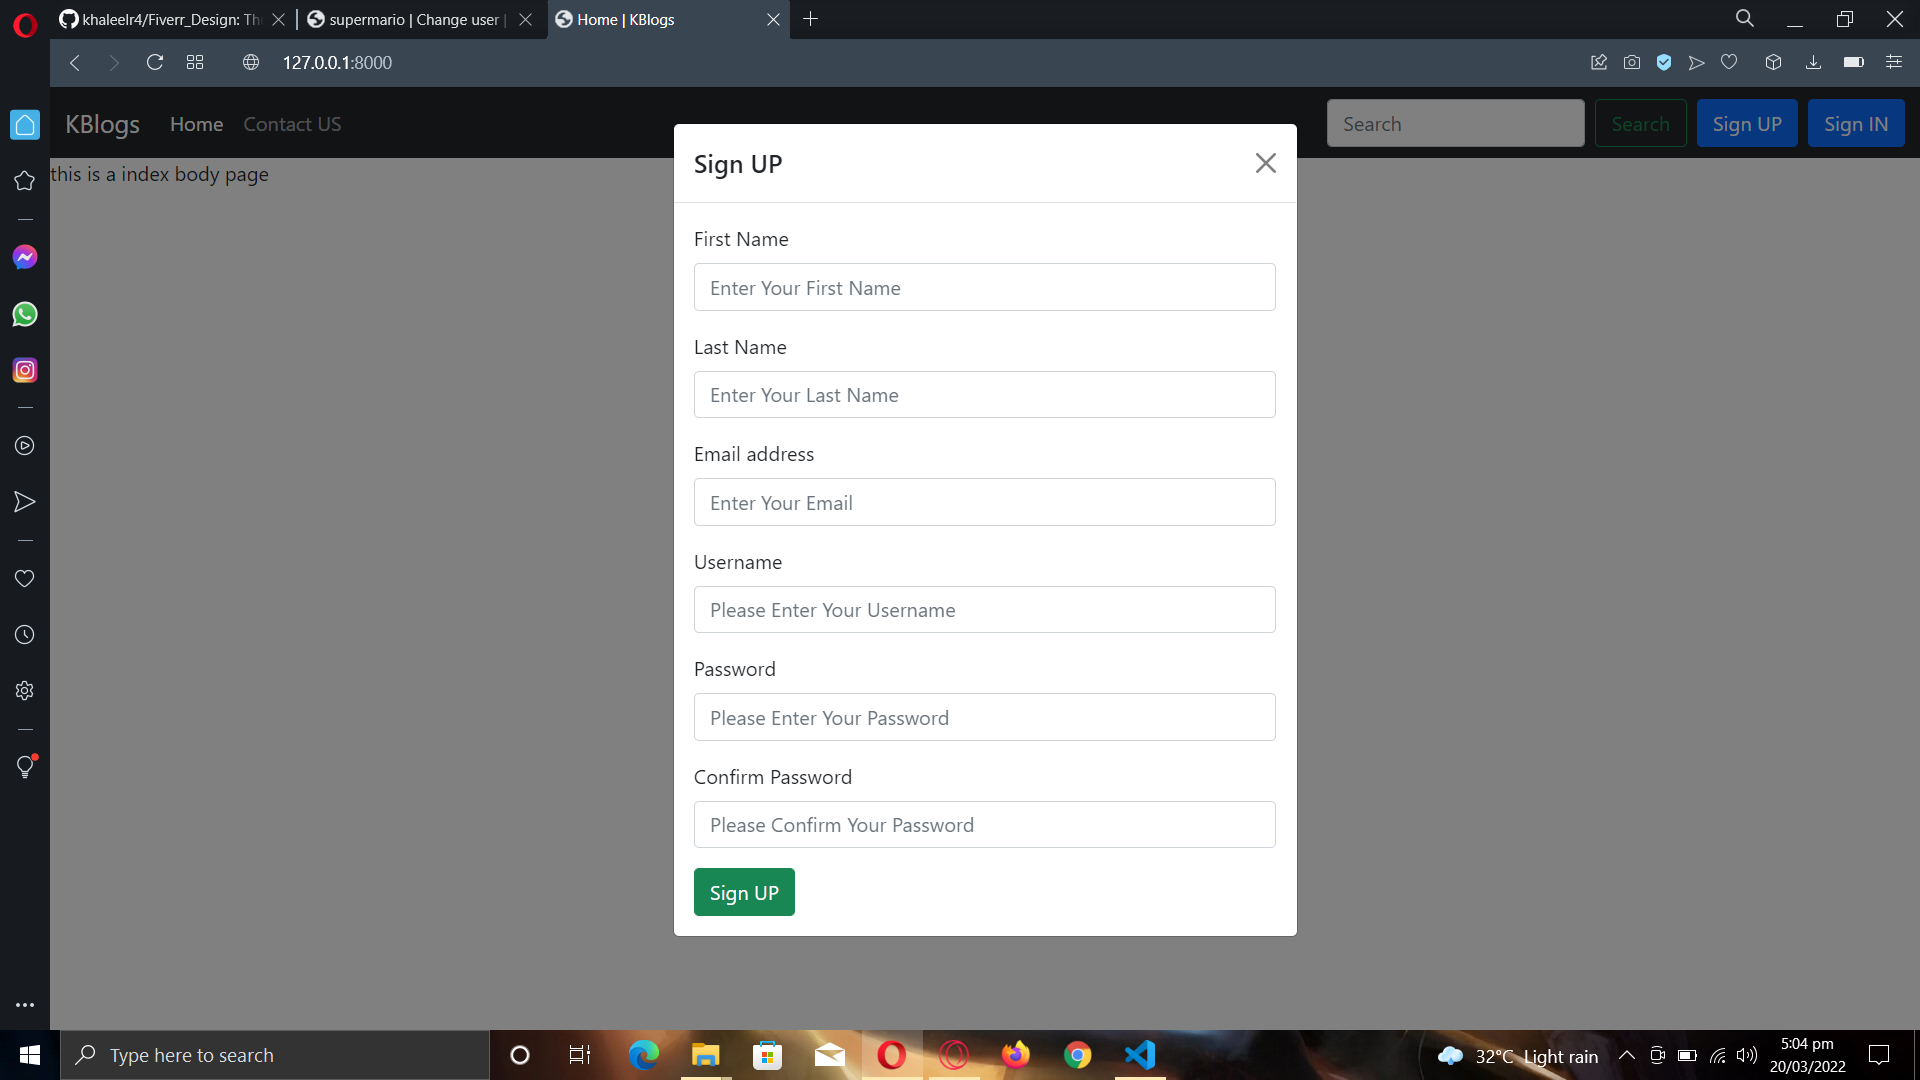 khaleelr4/Fiverr_Design: Th
supermario | Change user |
Home | KBlogs
127.0.0.1:8000
KBlogs
Home
Contact US
Search
Search
Sign UP
Sign IN
this is a index body page
Sign UP
First Name
Enter Your First Name
Last Name
Enter Your Last Name
Email address
Enter Your Email
Username
Please Enter Your Username
Password
Please Enter Your Password
Confirm Password
Please Confirm Your Password
Sign UP
Type here to search
32°C Light rain
5:04 pm
20/03/2022